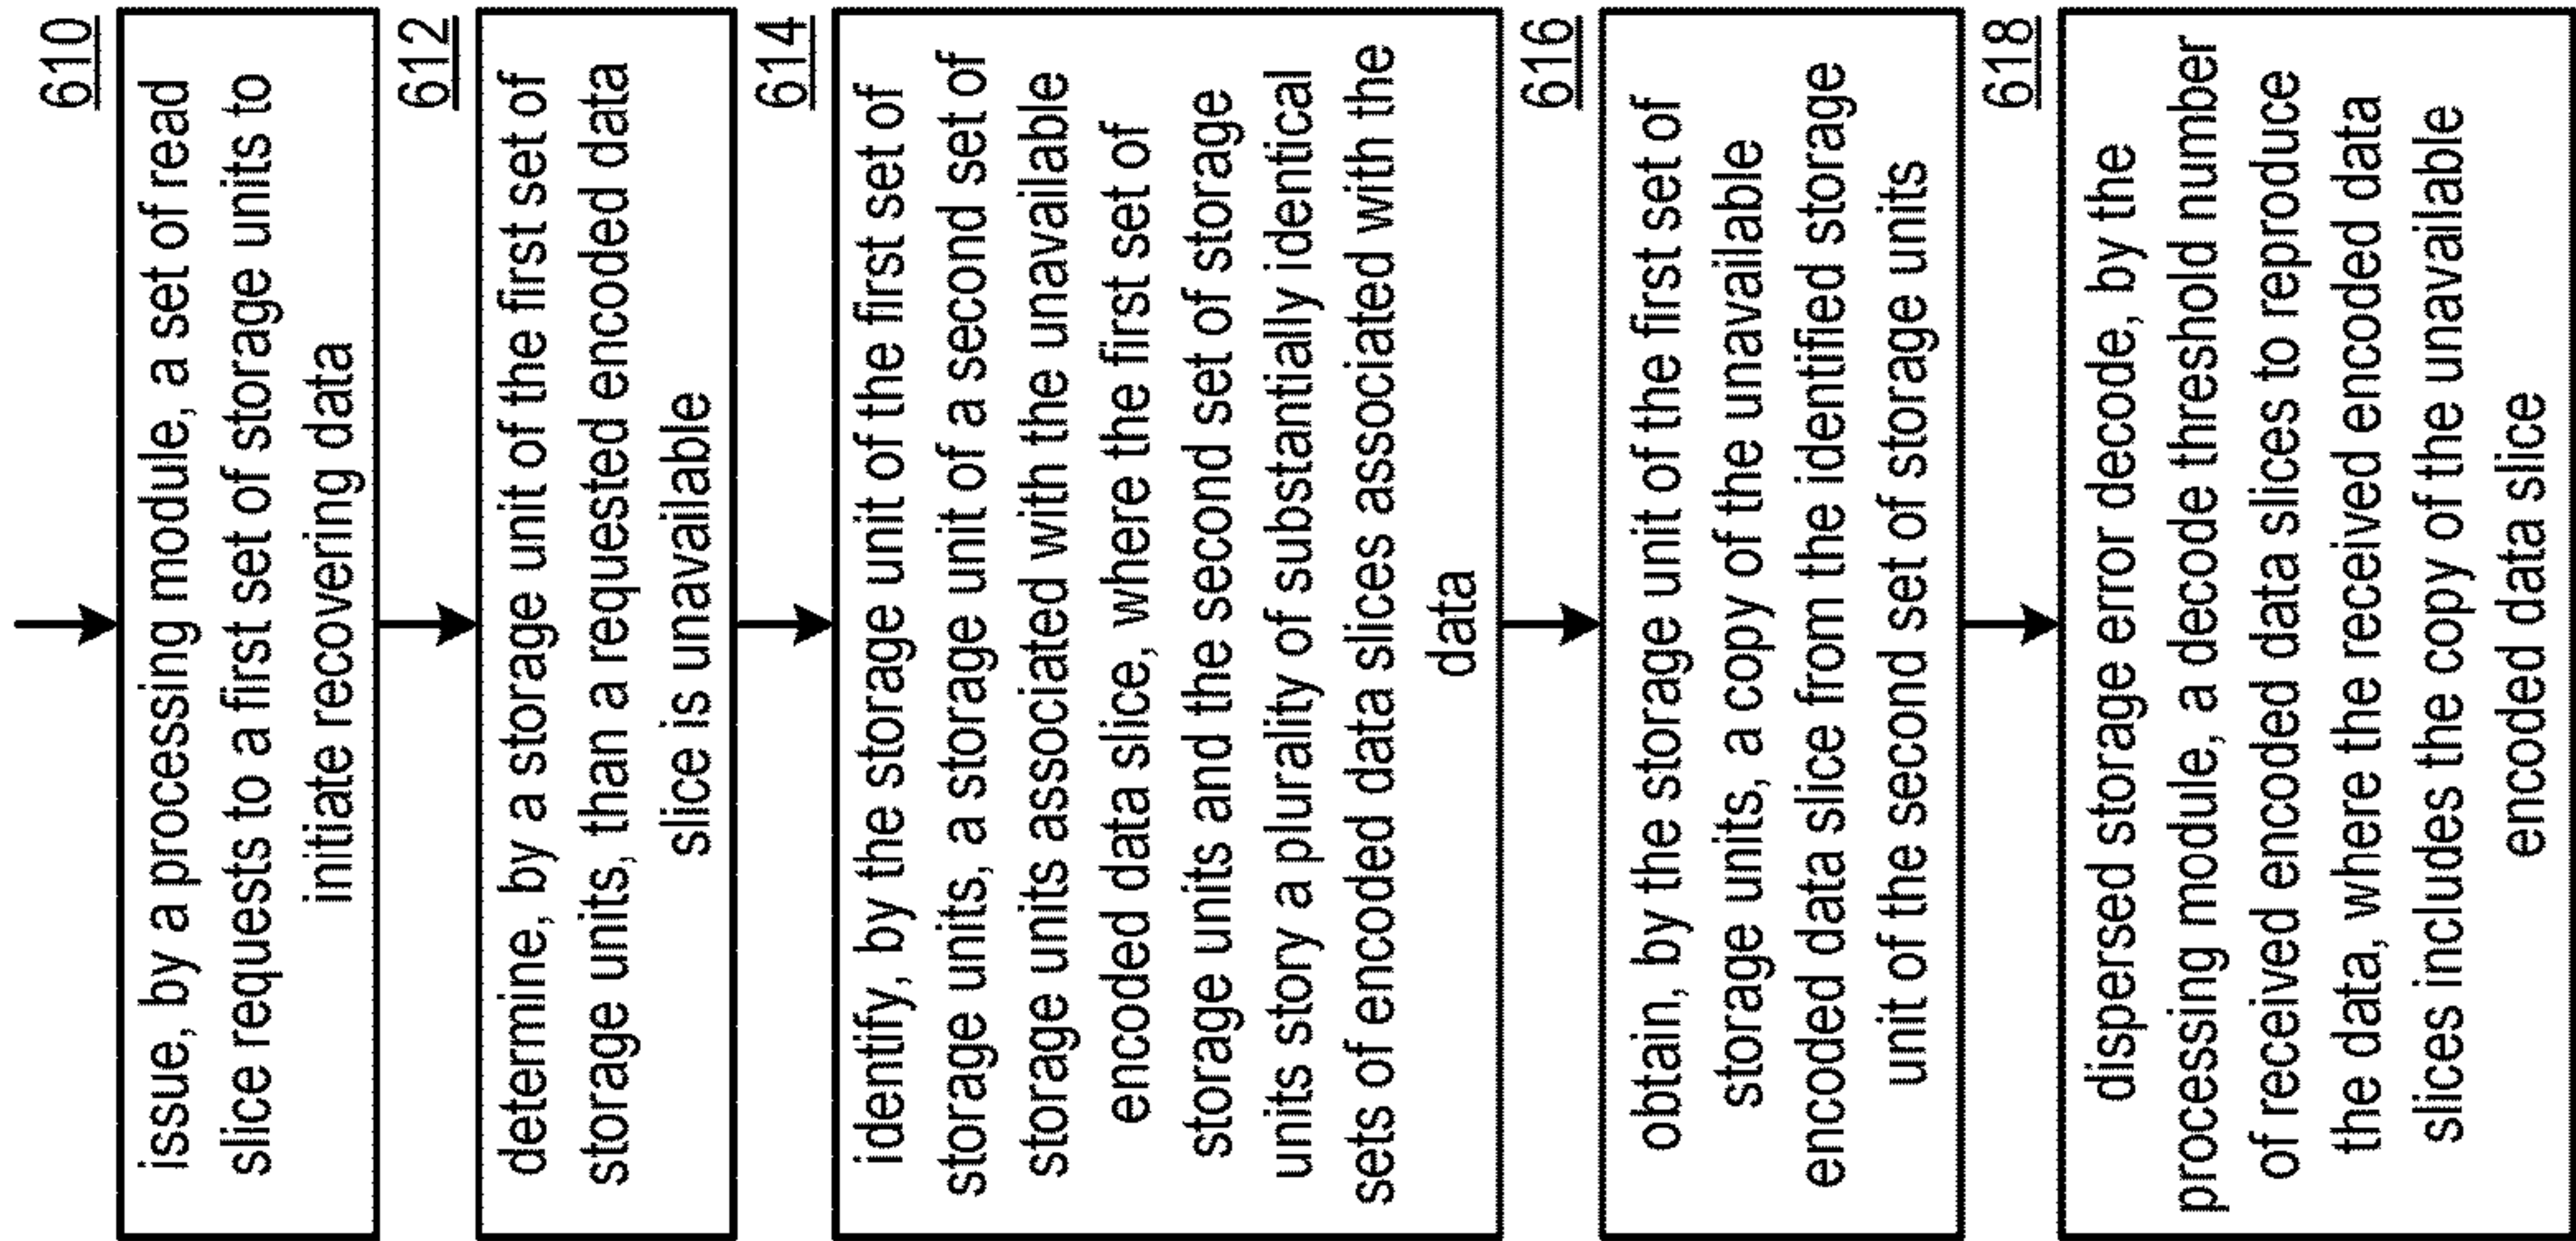 610
issue, by a processing module, a set of read
slice requests to a first set of storage units to
initiate recovering data
612
determine, by a storage unit of the first set of
storage units, than a requested encoded data
slice is unavailable
614
identify, by the storage unit of the first set of
storage units, a storage unit of a second set of
storage units associated with the unavailable
encoded data slice, where the first set of
storage units and the second set of storage
units story a plurality of substantially identical
sets of encoded data slices associated with the
data
616
obtain, by the storage unit of the first set of
storage units, a copy of the unavailable
encoded data slice from the identified storage
unit of the second set of storage units
618
dispersed storage error decode, by the
processing module, a decode threshold number
of received encoded data slices to reproduce
the data, where the received encoded data
slices includes the copy of the unavailable
encoded data slice